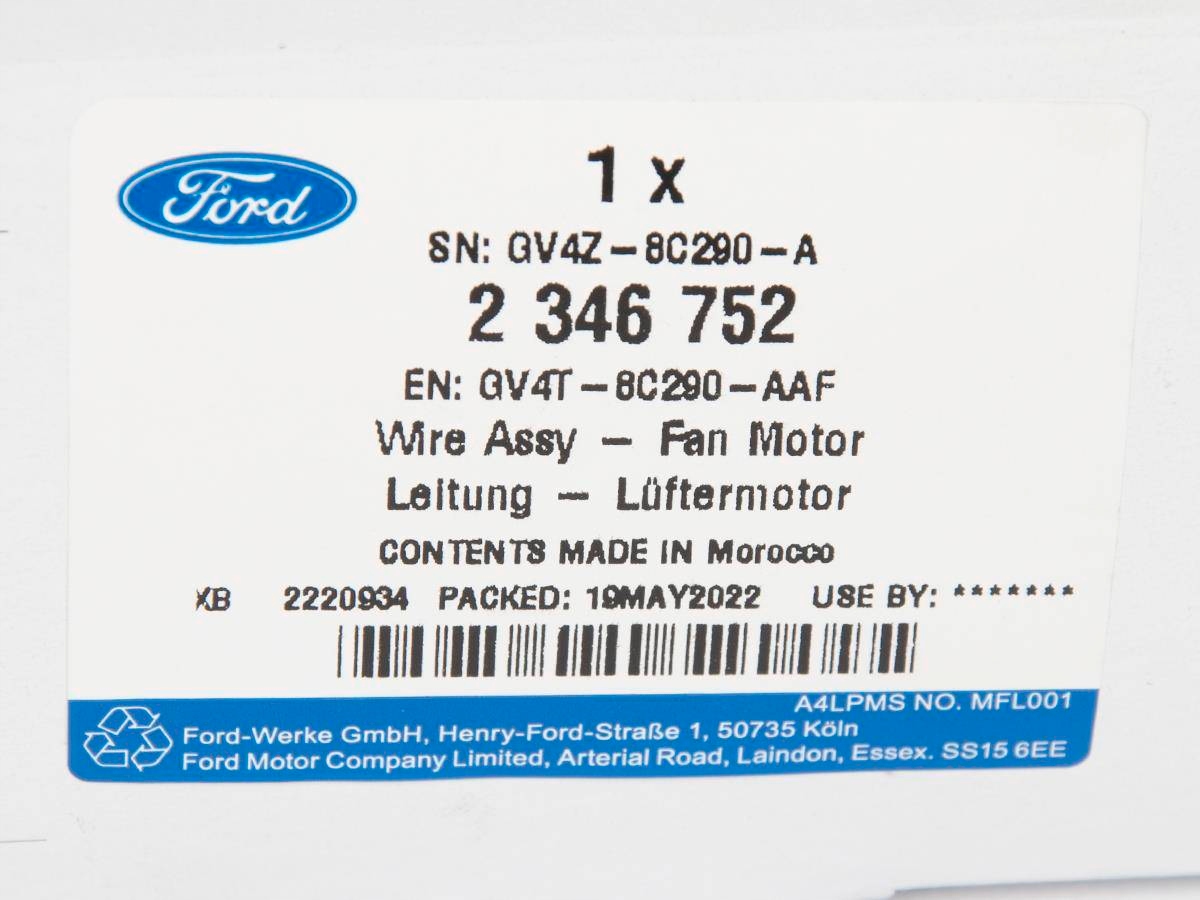 Ford
1 x
SN: GV4Z-8C290-A
2 346 752
EN: GV4T-8C290-AAF
Wire Assy - Fan Motor
Leitung - Lüftermotor
CONTENTS MADE IN Morocco
XB 2220934 PACKED: 19MAY2022 USE BY: *******
A4LPMS NO. MFL001
Ford-Werke GmbH, Henry-Ford-Straße 1, 50735 Köln
Ford Motor Company Limited, Arterial Road, Laindon, Essex. SS15 6EE